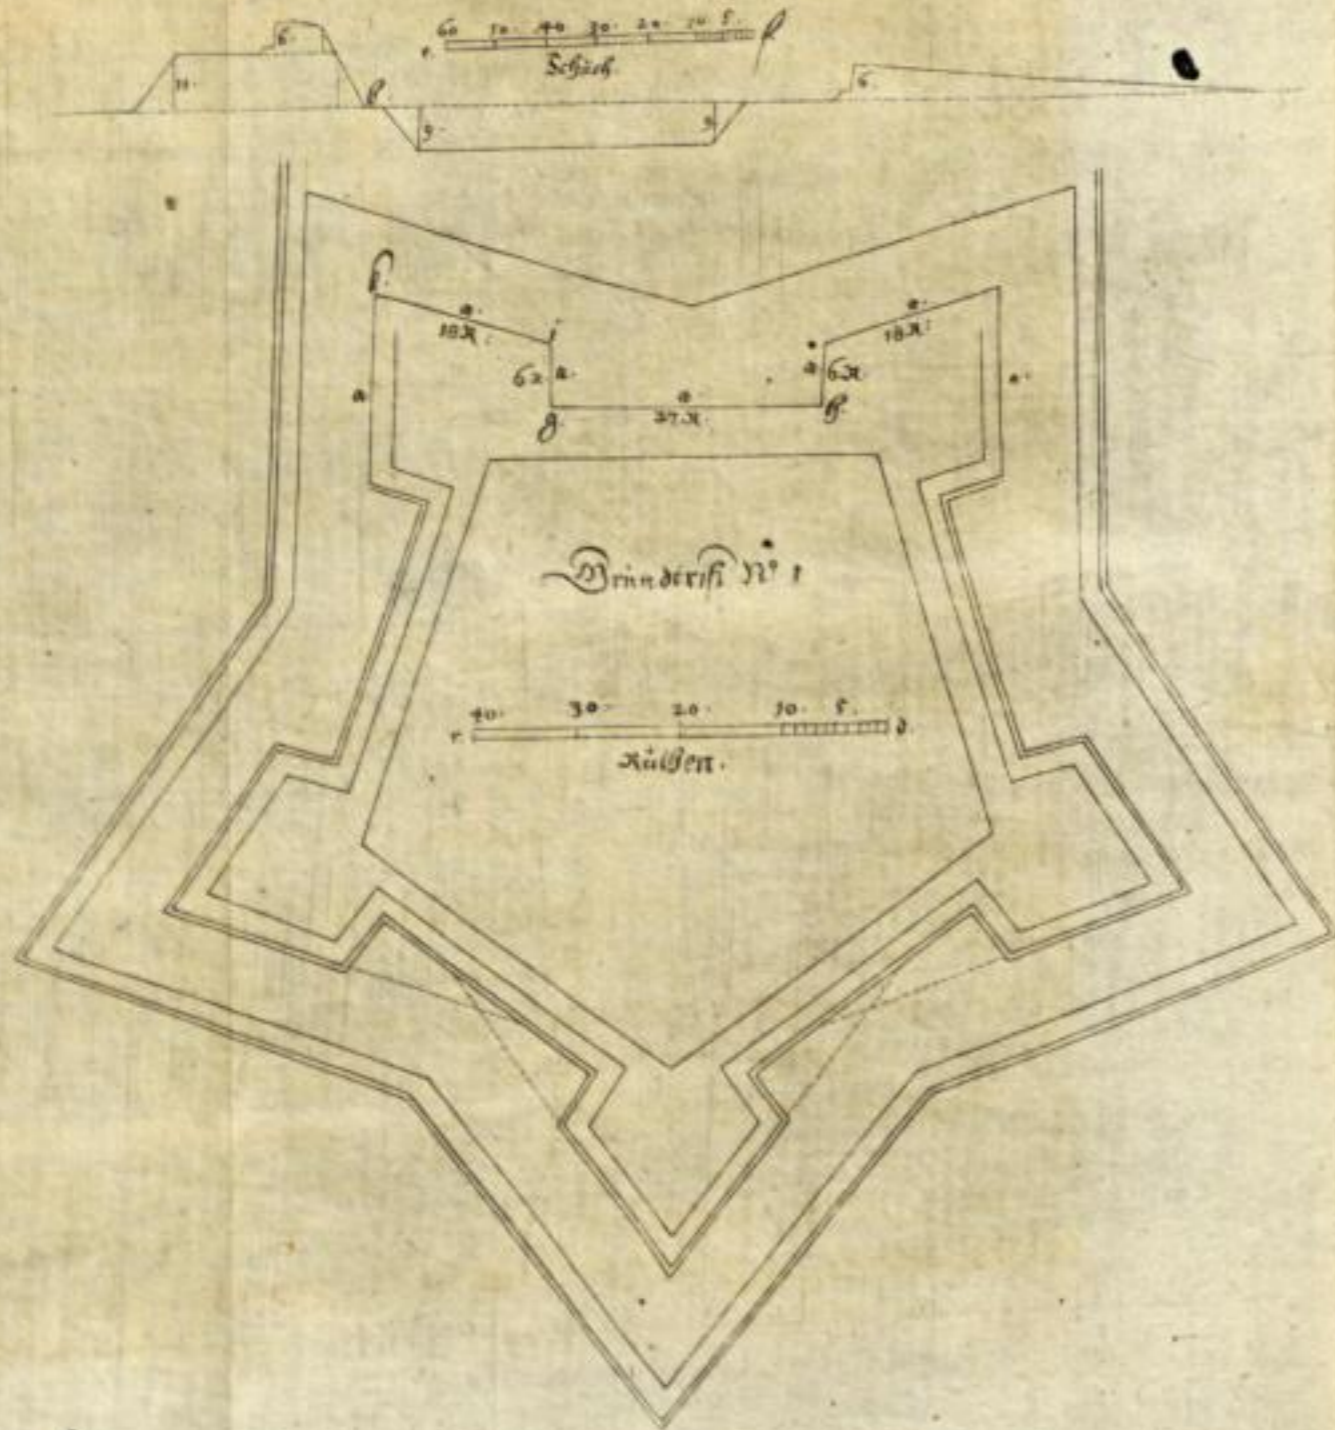 60 50. 40 30. 20. 10 5.
e. f
Schüch.
6.
11.
b
9.
9
6.
k.
a.
18 R:
i
6 R a.
a
g.
a
27 R.
a 6 R.
h.
a.
18 R:
a.
Grundriss No 1
40. 30. 20. 10. 5.
c. d.
Ruthen.